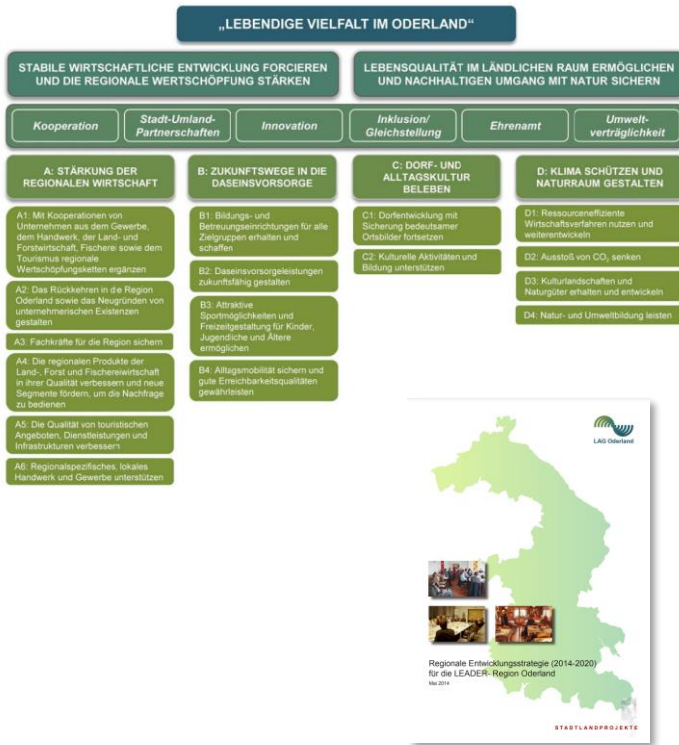 „LEBENDIGE VIELFALT IM ODERLAND“
STABILE WIRTSCHAFTLICHE ENTWICKLUNG FORCIEREN
UND DIE REGIONALE WERTSCHÖPFUNG STÄRKEN
LEBENSQUALITÄT IM LÄNDLICHEN RAUM ERMÖGLICHEN
UND NACHHALTIGEN UMGANG MIT NATUR SICHERN
Kooperation
Stadt-Umland-
Partnerschaften
Innovation
Inklusion/
Gleichstellung
Ehrenamt
Umwelt-
verträglichkeit
A: STÄRKUNG DER
REGIONALEN WIRTSCHAFT
A1: Mit Kooperationen von
Unternehmen aus dem Gewerbe,
dem Handwerk, der Land- und
Forstwirtschaft, Fischerei sowie dem
Tourismus regionale
Wertschöpfungsketten ergänzen
A2: Das Rückkehren in die Region
Oderland sowie das Neugründen von
unternehmerischen Existenzen
gestalten
A3: Fachkräfte für die Region sichern
A4: Die regionalen Produkte der
Land-, Forst und Fischereiwirtschaft
in ihrer Qualität verbessern und neue
Segmente fördern, um die Nachfrage
zu bedienen
A5: Die Qualität von touristischen
Angeboten, Dienstleistungen und
Infrastrukturen verbessern
A6: Regionalspezifisches, lokales
Handwerk und Gewerbe unterstützen
B: ZUKUNFTSWEGE IN DIE
DASEINSVORSORGE
B1: Bildungs- und
Betreuungseinrichtungen für alle
Zielgruppen erhalten und
schaffen
B2: Daseinsvorsorgeleistungen
zukunftsfähig gestalten
B3: Attraktive
Sportmöglichkeiten und
Freizeitgestaltung für Kinder,
Jugendliche und Ältere
ermöglichen
B4: Alltagsmobilität sichern und
gute Erreichbarkeitsqualitäten
gewährleisten
C: DORF- UND
ALLTAGSKULTUR
BELEBEN
C1: Dorfentwicklung mit
Sicherung bedeutsamer
Ortsbilder fortsetzen
C2: Kulturelle Aktivitäten und
Bildung unterstützen
D: KLIMA SCHÜTZEN UND
NATURRAUM GESTALTEN
D1: Ressourceneffiziente
Wirtschaftsverfahren nutzen und
weiterentwickeln
D2: Ausstoß von CO₂ senken
D3: Kulturlandschaften und
Naturgüter erhalten und entwickeln
D4: Natur- und Umweltbildung leisten
LAG Oderland
Regionale Entwicklungsstrategie (2014-2020)
für die LEADER- Region Oderland
Mai 2014
STADTLANDPROJEKTE